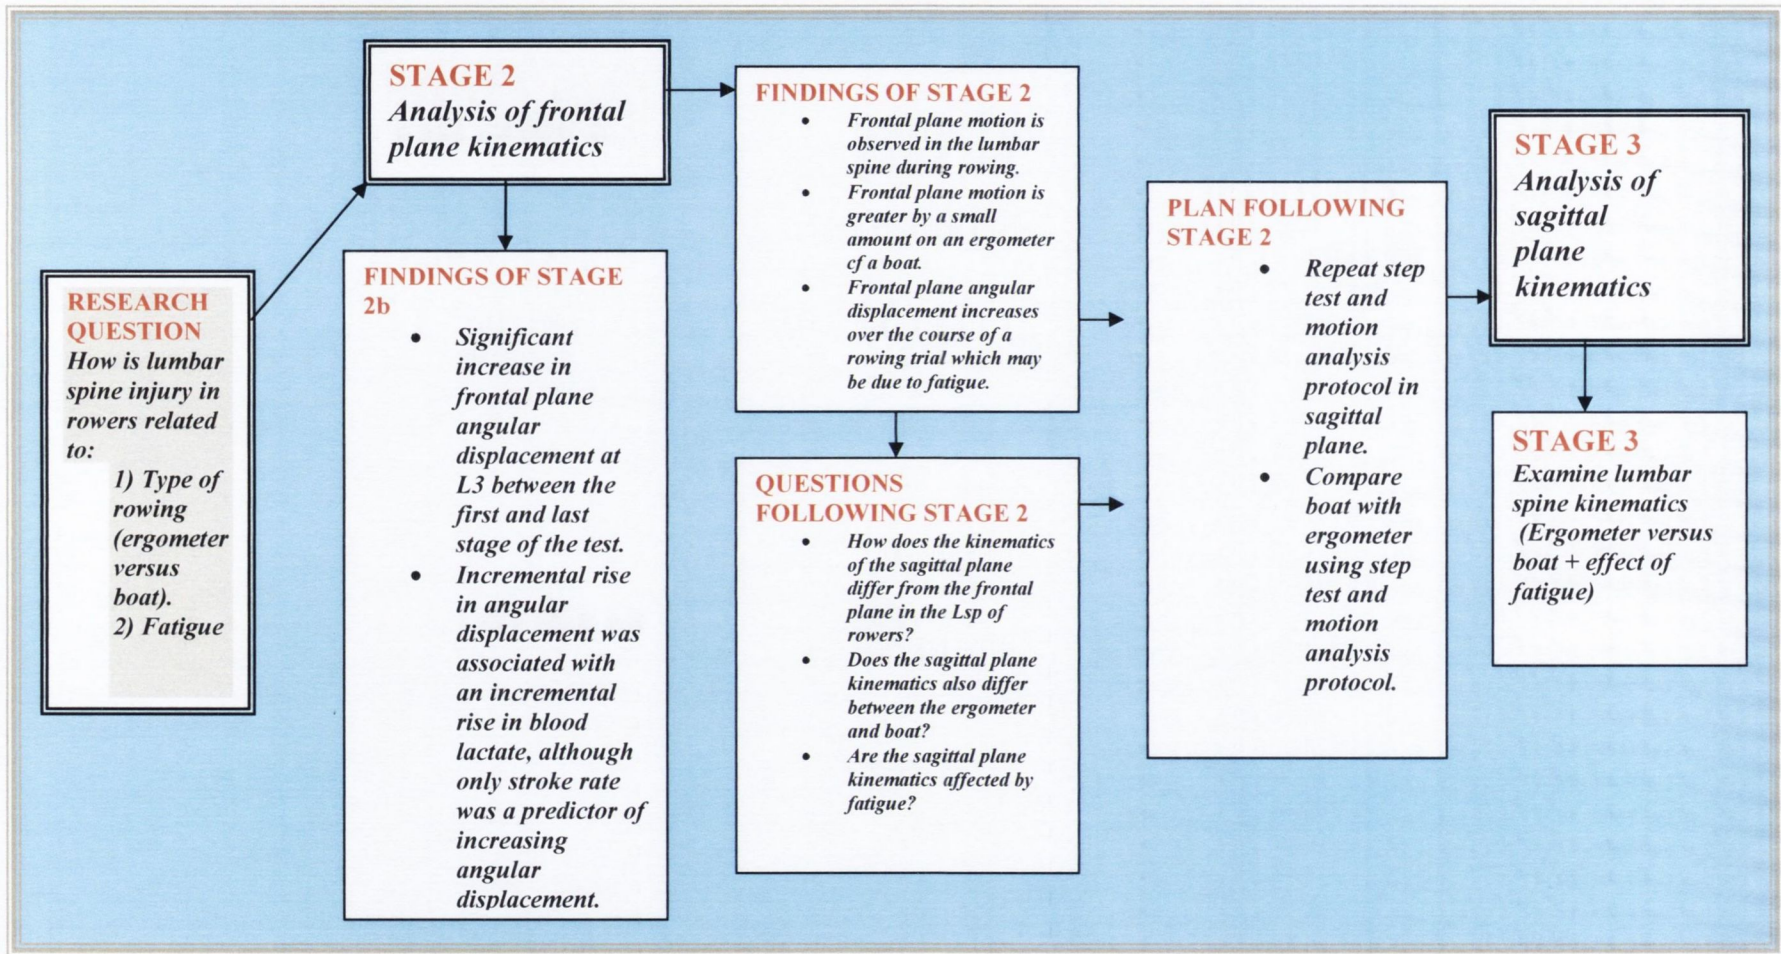 RESEARCH
QUESTION
How is lumbar
spine injury in
rowers related
to:
1) Type of
rowing
(ergometer
versus
boat).
2) Fatigue
STAGE 2
Analysis of frontal
plane kinematics
FINDINGS OF STAGE
2b
• Significant
increase in
frontal plane
angular
displacement at
L3 between the
first and last
stage of the test.
• Incremental rise
in angular
displacement was
associated with
an incremental
rise in blood
lactate, although
only stroke rate
was a predictor of
increasing
angular
displacement.
FINDINGS OF STAGE 2
• Frontal plane motion is
observed in the lumbar
spine during rowing.
• Frontal plane motion is
greater by a small
amount on an ergometer
cf a boat.
• Frontal plane angular
displacement increases
over the course of a
rowing trial which may
be due to fatigue.
QUESTIONS
FOLLOWING STAGE 2
• How does the kinematics
of the sagittal plane
differ from the frontal
plane in the Lsp of
rowers?
• Does the sagittal plane
kinematics also differ
between the ergometer
and boat?
• Are the sagittal plane
kinematics affected by
fatigue?
PLAN FOLLOWING
STAGE 2
• Repeat step
test and
motion
analysis
protocol in
sagittal
plane.
• Compare
boat with
ergometer
using step
test and
motion
analysis
protocol.
STAGE 3
Analysis of
sagittal
plane
kinematics
STAGE 3
Examine lumbar
spine kinematics
(Ergometer versus
boat + effect of
fatigue)